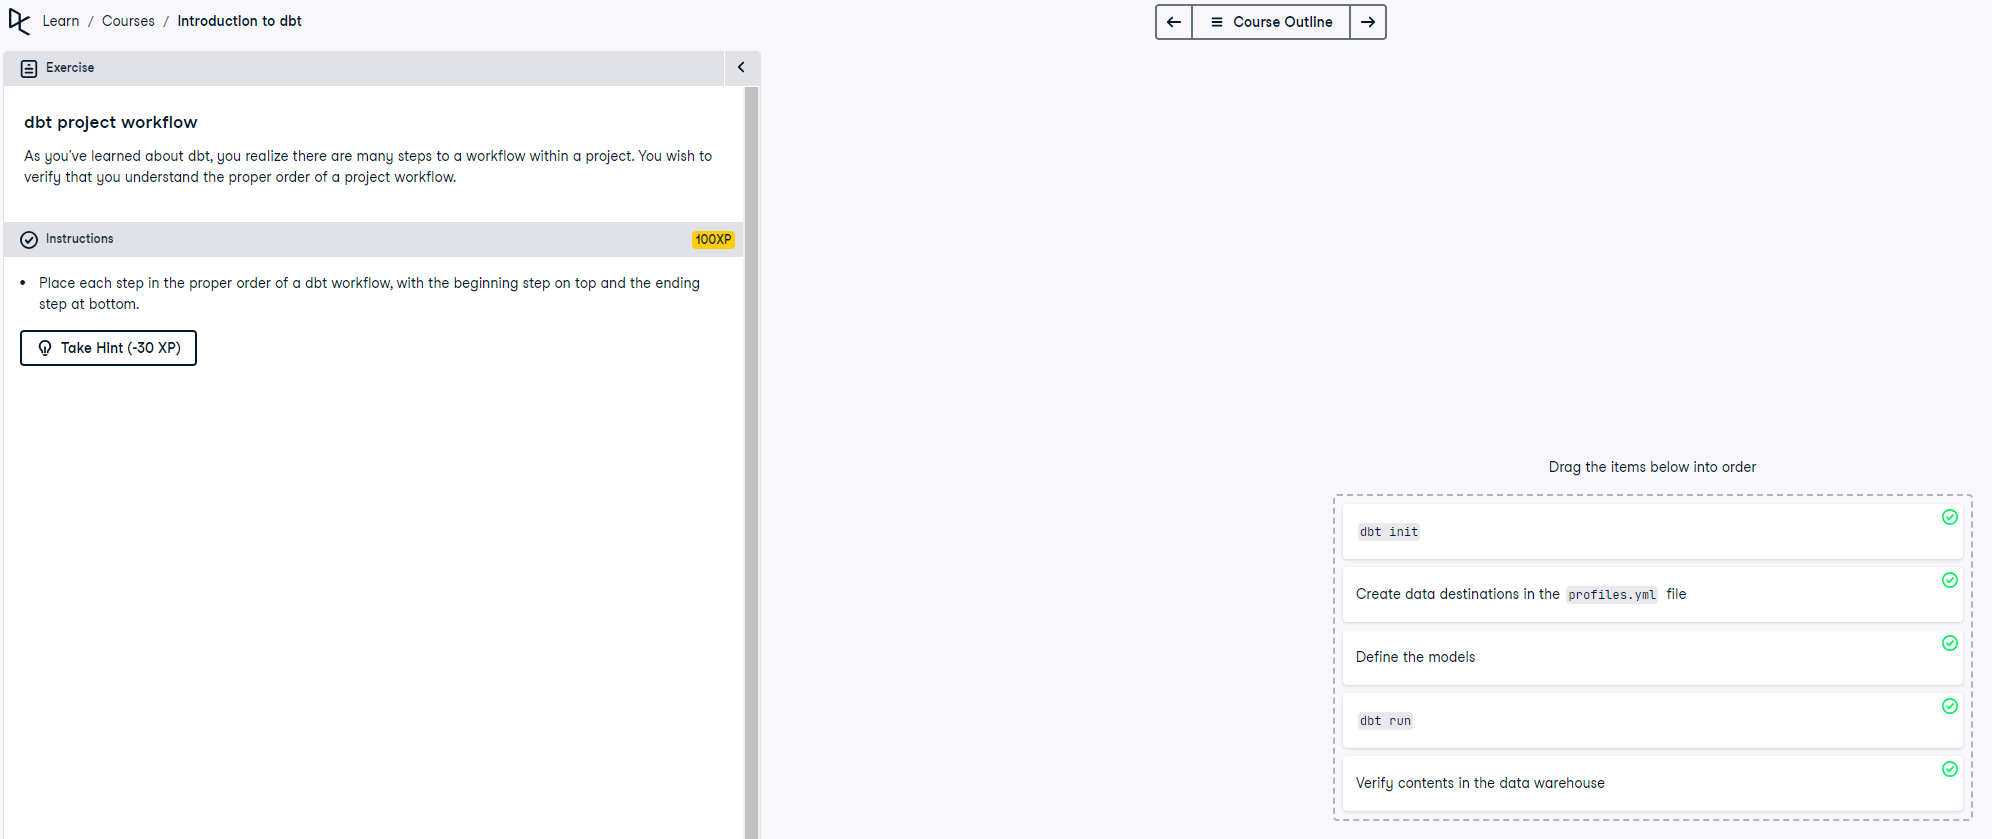 Learn / Courses / Introduction to dbt
Course Outline
Exercise
dbt project workflow
As you've learned about dbt, you realize there are many steps to a workflow within a project. You wish to
verify that you understand the proper order of a project workflow.
Instructions
100XP
• Place each step in the proper order of a dbt workflow, with the beginning step on top and the ending
step at bottom.
Take Hint (-30 XP)
Drag the items below into order
dbt init
Create data destinations in the profiles.yml file
Define the models
dbt run
Verify contents in the data warehouse